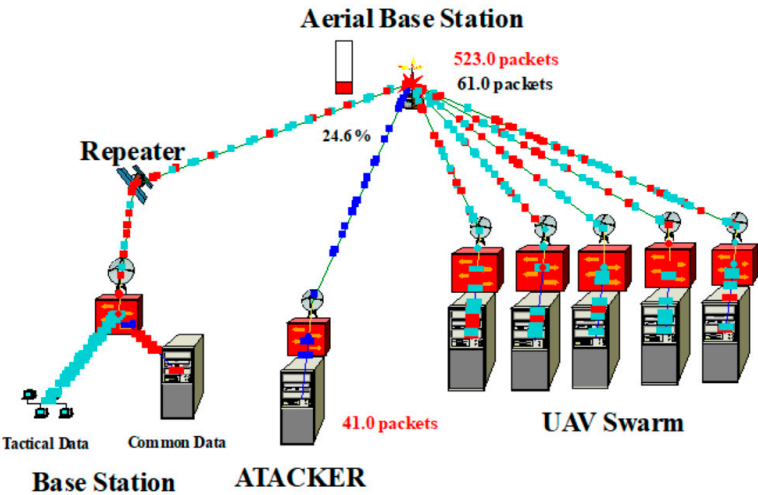 Aerial Base Station
523.0 packets
61.0 packets
24.6%
Repeater
41.0 packets
UAV Swarm
Tactical Data
Common Data
Base Station
ATACKER